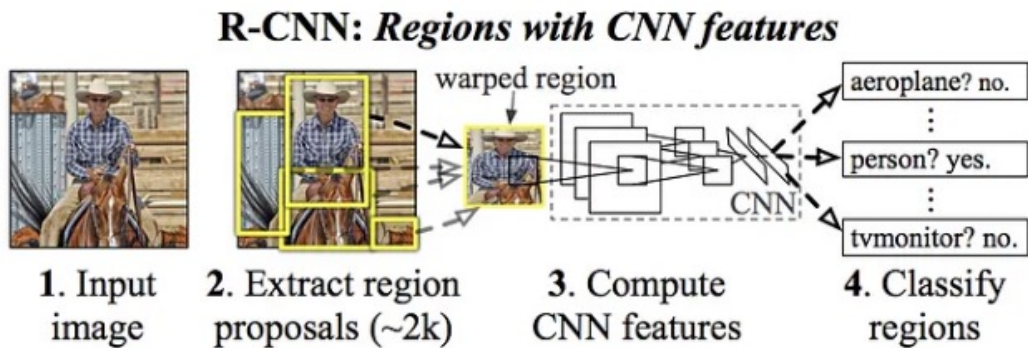 R-CNN: Regions with CNN features
warped region
aeroplane? no.
person? yes.
tvmonitor? no.
CNN
1. Input
image
2. Extract region
proposals (~2k)
3. Compute
CNN features
4. Classify
regions